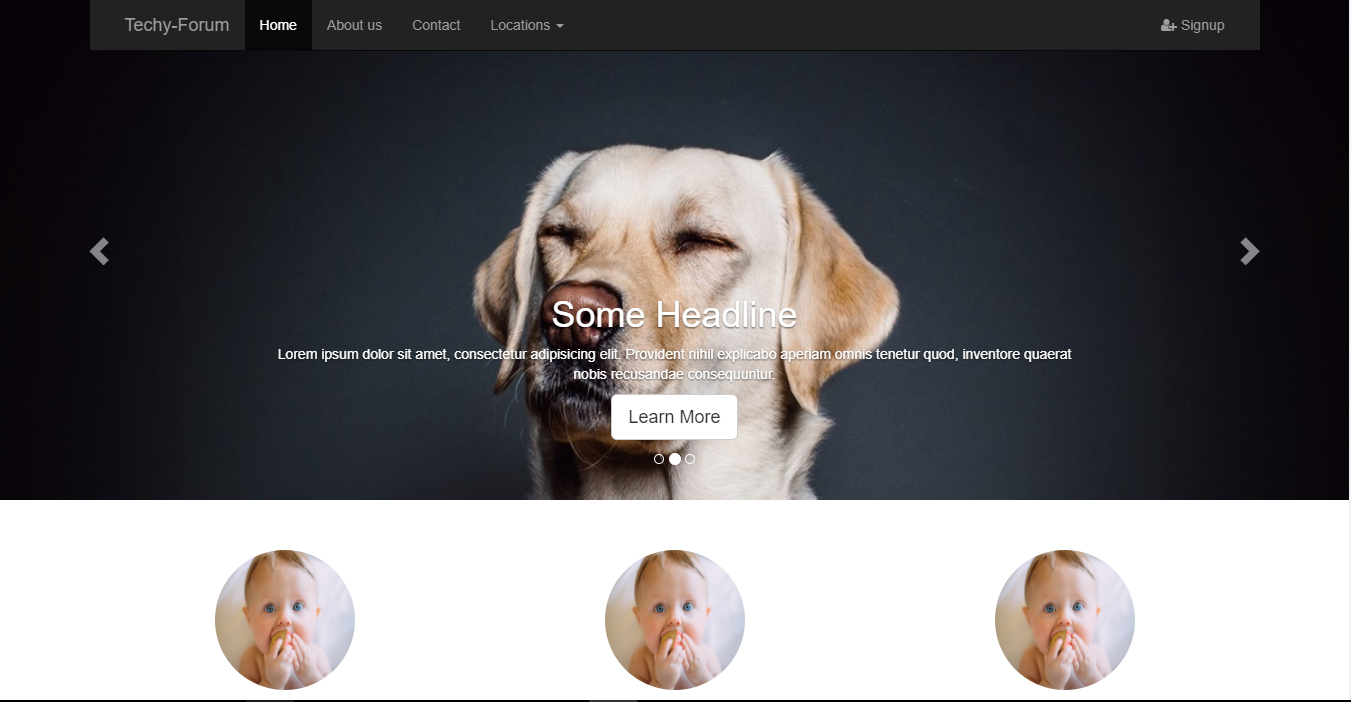 Techy-Forum Home About us Contact Locations Signup
Some Headline
Lorem ipsum dolor sit amet, consectetur adipisicing elit. Provident nihil explicabo aperiam omnis tenetur quod, inventore quaerat
nobis recusandae consequuntur.
Learn More